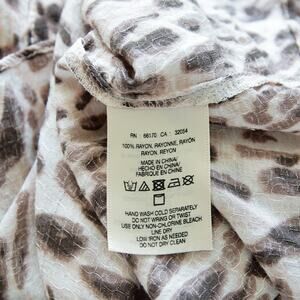 RN 66170 CA 32054
100% RAYON, RAYONNE, RAYON
RAYON, REYON
MADE IN CHINA/
HECHO EN CHINA/
FABRIQUE EN CHINE
HAND WASH COLD SEPARATELY
DO NOT WRING OR TWIST
USE ONLY NON-CHLORINE BLEACH
LINE DRY
LOW IRON AS NEEDED
DO NOT DRY CLEAN